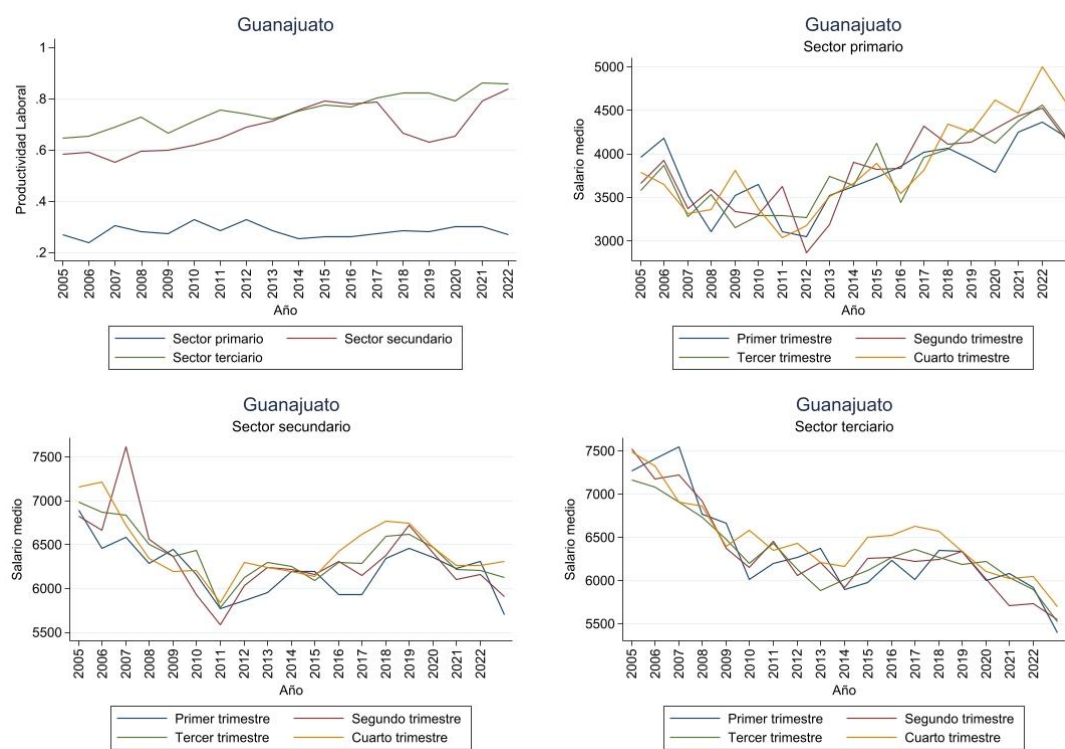 Guanajuato
Productividad Laboral
1
.8
.6
.4
.2
2005 2006 2007 2008 2009 2010 2011 2012 2013 2014 2015 2016 2017 2018 2019 2020 2021 2022
Año
Sector primario Sector secundario
Sector terciario
Guanajuato
Sector primario
Salario medio
5000
4500
4000
3500
3000
2005 2006 2007 2008 2009 2010 2011 2012 2013 2014 2015 2016 2017 2018 2019 2020 2021 2022
Año
Primer trimestre Segundo trimestre
Tercer trimestre Cuarto trimestre
Guanajuato
Sector secundario
Salario medio
7500
7000
6500
6000
5500
2005 2006 2007 2008 2009 2010 2011 2012 2013 2014 2015 2016 2017 2018 2019 2020 2021 2022
Año
Primer trimestre Segundo trimestre
Tercer trimestre Cuarto trimestre
Guanajuato
Sector terciario
Salario medio
7500
7000
6500
6000
5500
2005 2006 2007 2008 2009 2010 2011 2012 2013 2014 2015 2016 2017 2018 2019 2020 2021 2022
Año
Primer trimestre Segundo trimestre
Tercer trimestre Cuarto trimestre